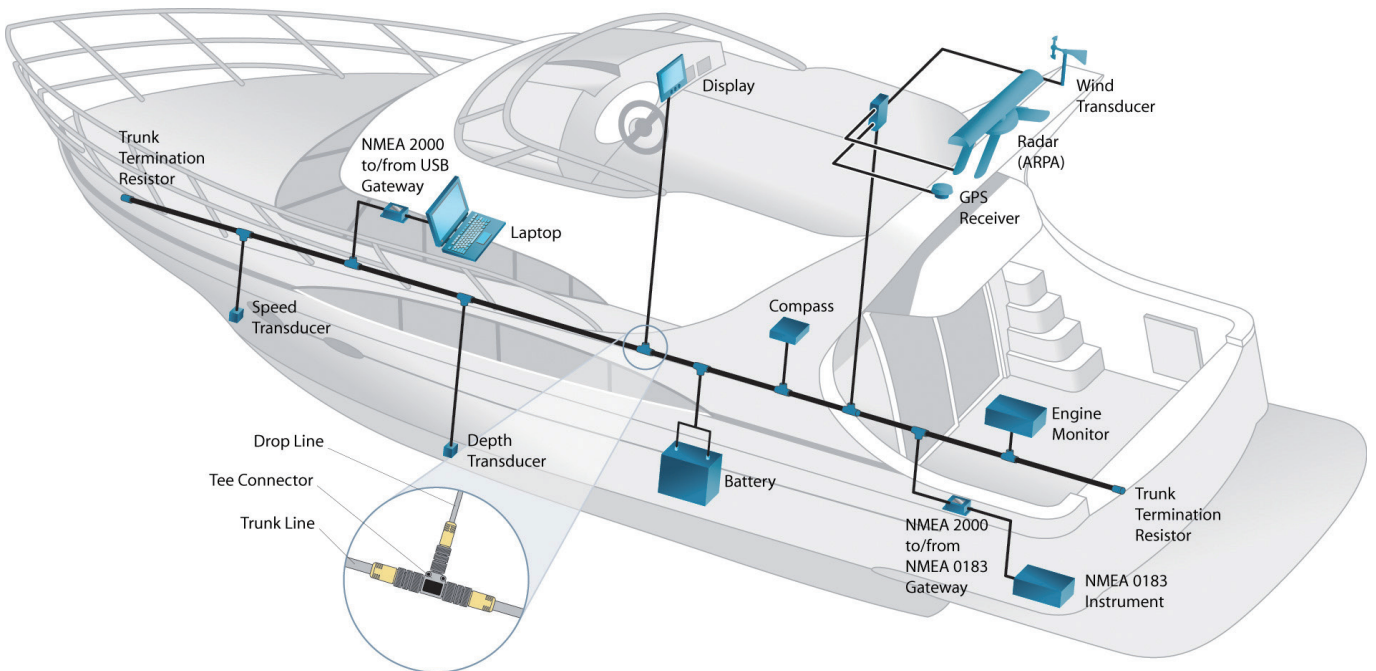 Display
Wind
Transducer
Radar
(ARPA)
GPS
Receiver
Trunk
Termination
Resistor
NMEA 2000
to/from USB
Gateway
Laptop
Speed
Transducer
Compass
Engine
Monitor
Drop Line
Depth
Transducer
Tee Connector
Battery
Trunk Line
NMEA 2000
to/from
NMEA 0183
Gateway
Trunk
Termination
Resistor
NMEA 0183
Instrument